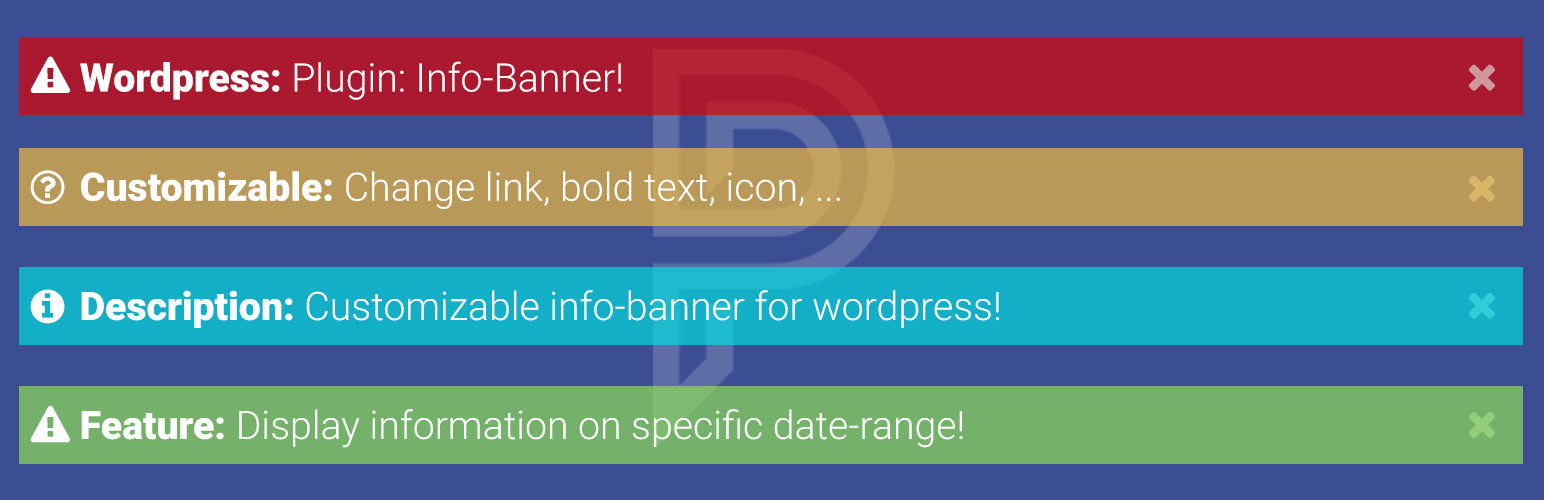 Wordpress: Plugin: Info-Banner!
Customizable: Change link, bold text, icon, ...
Description: Customizable info-banner for wordpress!
Feature: Display information on specific date-range!